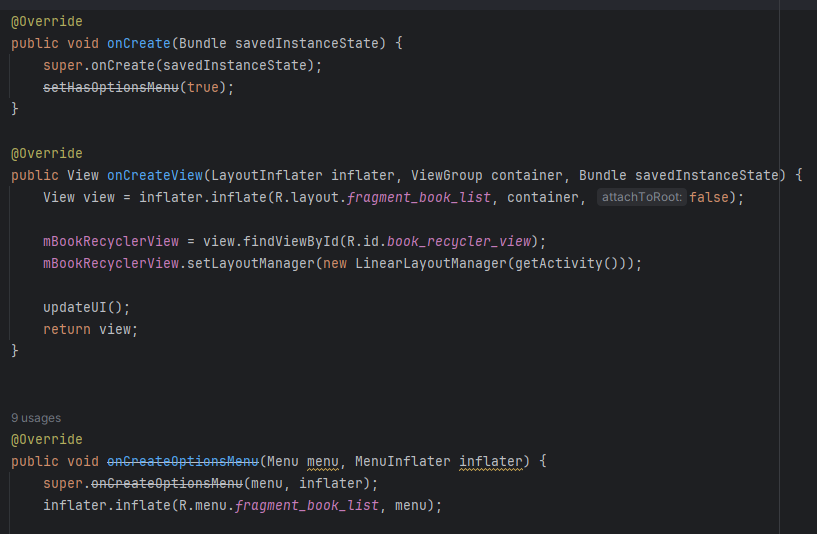 @Override
public void onCreate(Bundle savedInstanceState) {
    super.onCreate(savedInstanceState);
    setHasOptionsMenu(true);
}
@Override
public View onCreateView(LayoutInflater inflater, ViewGroup container, Bundle savedInstanceState) {
    View view = inflater.inflate(R.layout.fragment_book_list, container, attachToRoot: false);
    mBookRecyclerView = view.findViewById(R.id.book_recycler_view);
    mBookRecyclerView.setLayoutManager(new LinearLayoutManager(getActivity()));
    updateUI();
    return view;
}
9 usages
@Override
public void onCreateOptionsMenu(Menu menu, MenuInflater inflater) {
    super.onCreateOptionsMenu(menu, inflater);
    inflater.inflate(R.menu.fragment_book_list, menu);